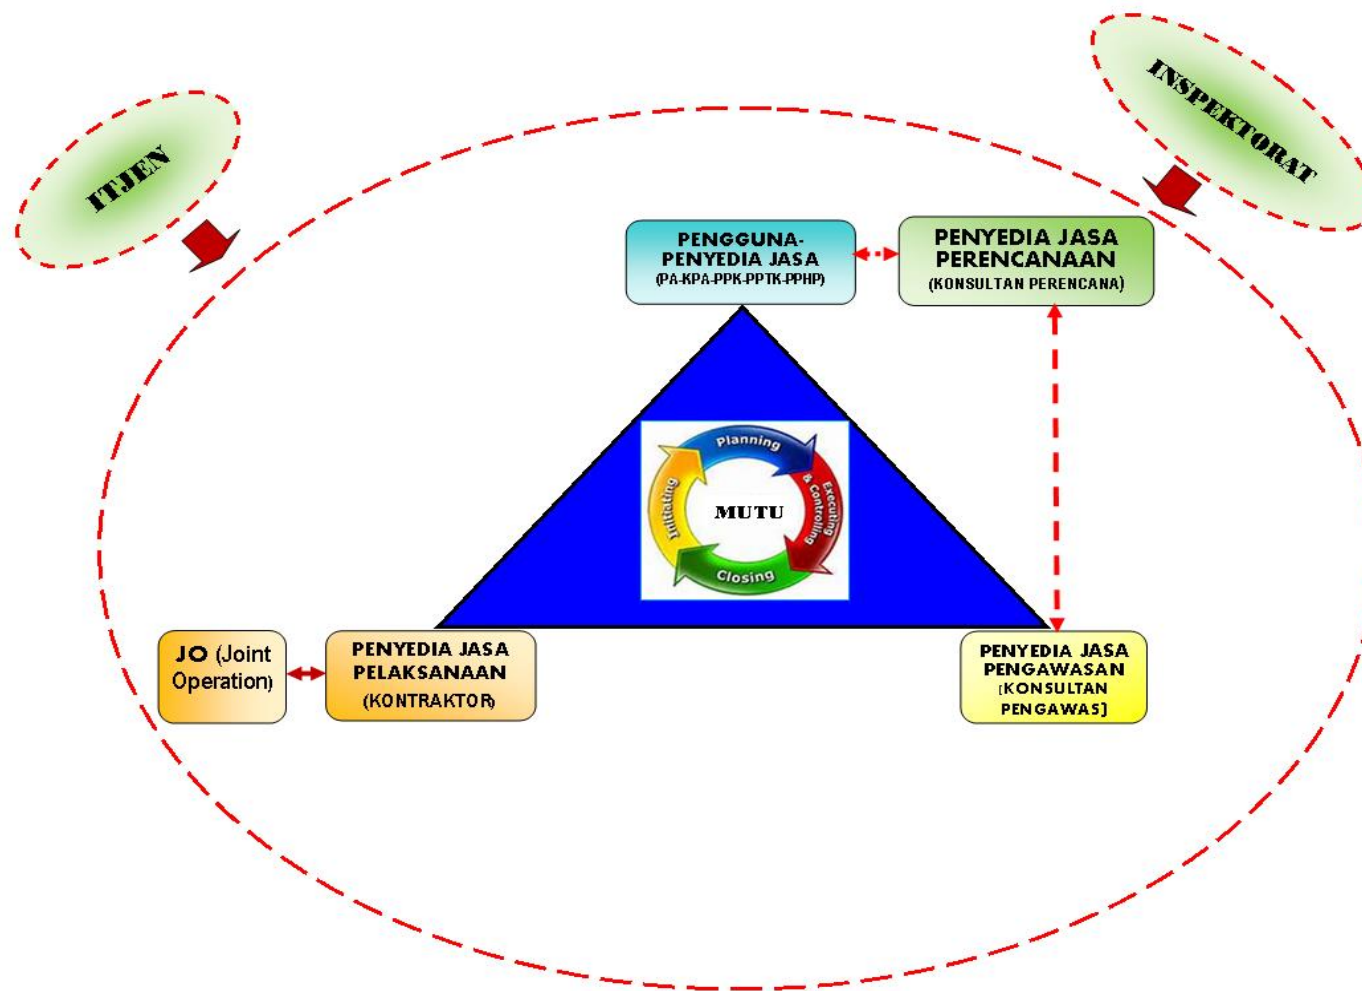 ITJEN
INSPEKTORAT
PENGGUNA-
PENYEDIA JASA
(PA-KPA-PPK-PPTK-PPHP)
PENYEDIA JASA
PERENCANAAN
(KONSULTAN PERENCANA)
Planning
Executing
& Controlling
Closing
Initiating
MUTU
JO (Joint
Operation)
PENYEDIA JASA
PELAKSANAAN
(KONTRAKTOR)
PENYEDIA JASA
PENGAWASAN
[KONSULTAN
PENGAWAS]